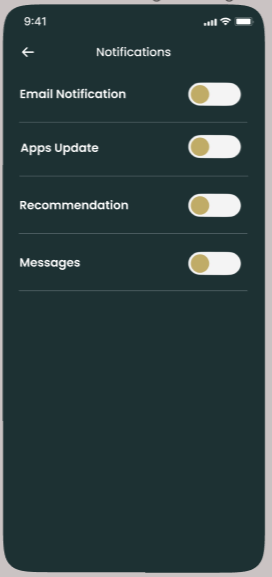 9:41
Notifications
Email Notification
Apps Update
Recommendation
Messages